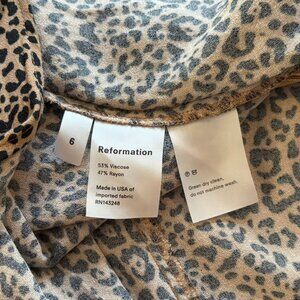 6
Reformation
53% Viscose
47% Rayon
Made in USA of
imported fabric
RN143248
Green dry clean.
do not machine wash.